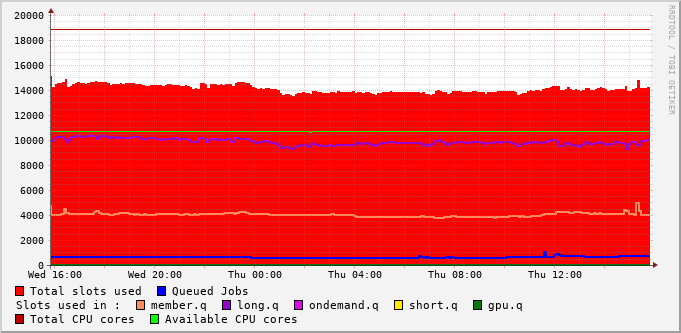 20000
18000
16000
14000
12000
10000
8000
6000
4000
2000
0
Wed 16:00 Wed 20:00 Thu 00:00 Thu 04:00 Thu 08:00 Thu 12:00
Total slots used Queued Jobs
Slots used in : member.q long.q ondemand.q short.q gpu.q
Total CPU cores Available CPU cores
RRDTOOL / TOBI OETIKER